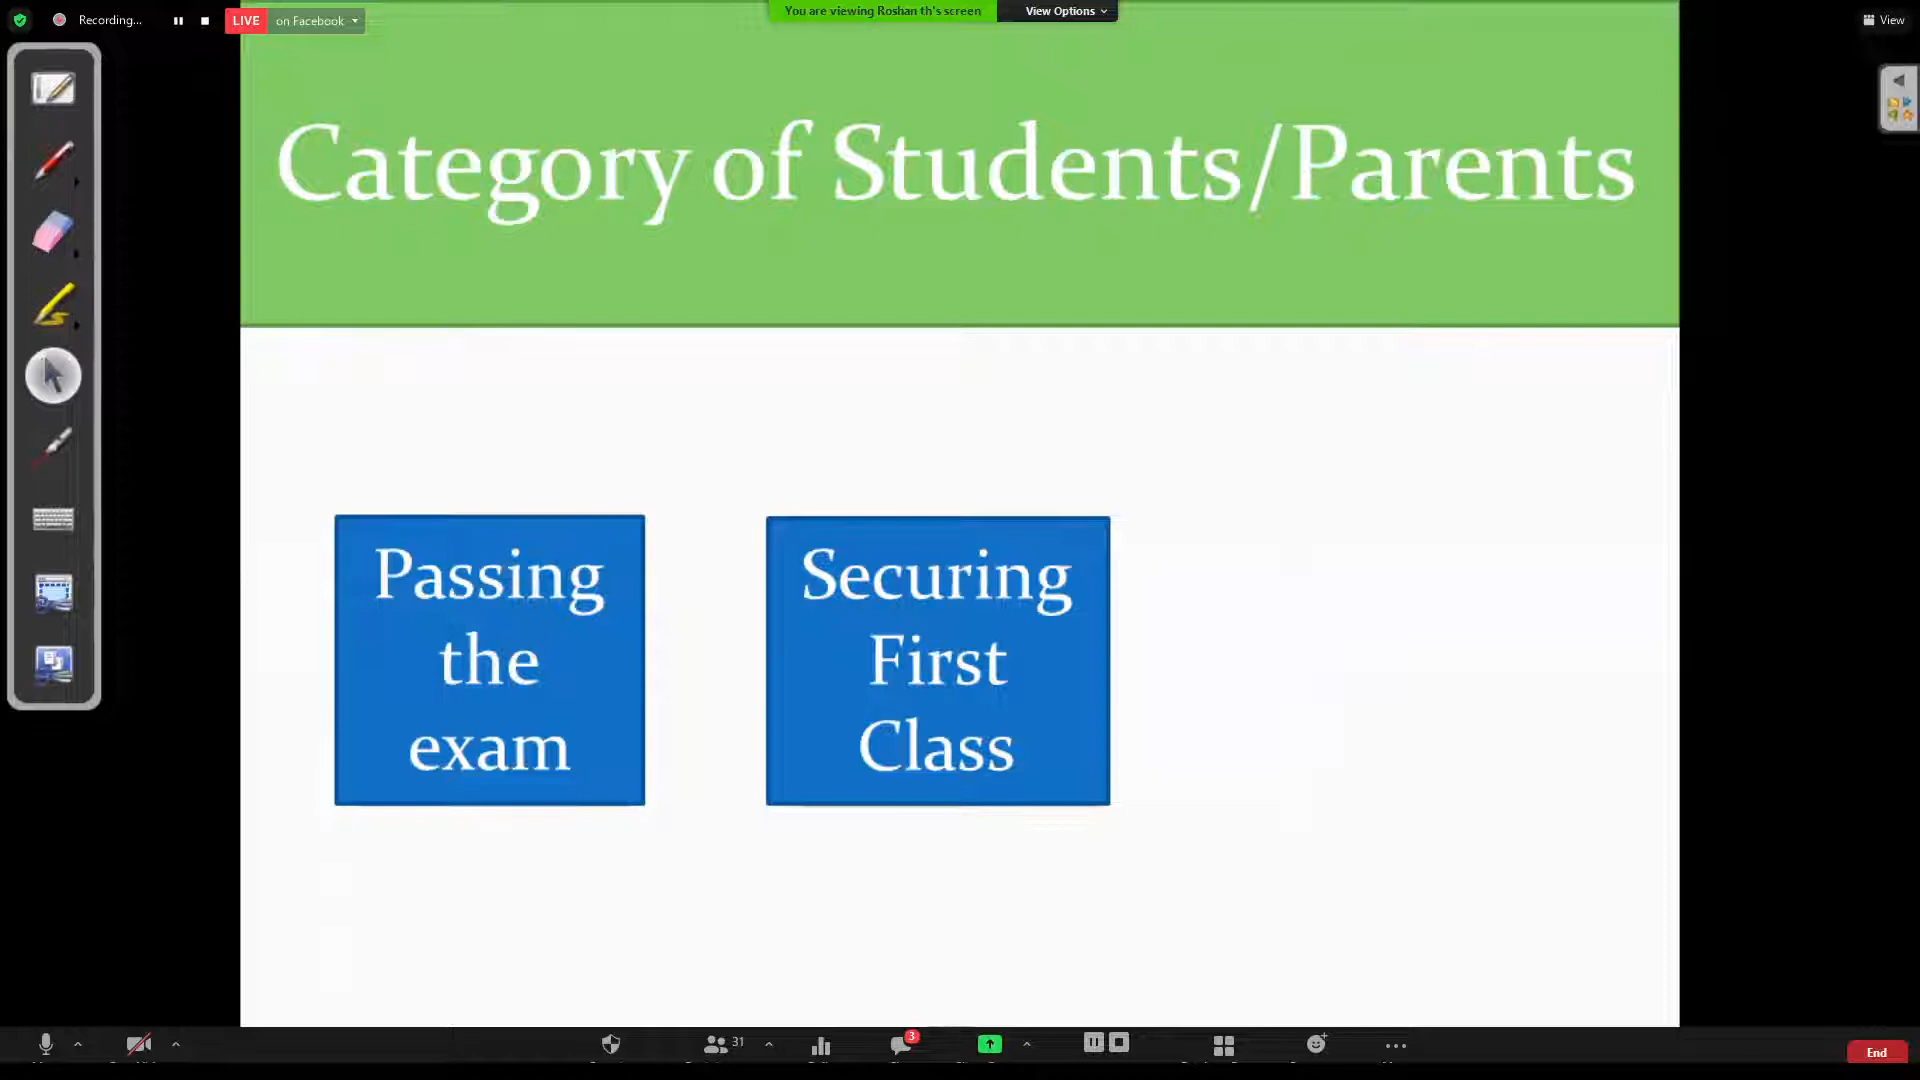 Recording...
LIVE on Facebook
You are viewing Roshan th's screen
View Options
View
Category of Students/Parents
Passing
the
exam
Securing
First
Class
31
3
End